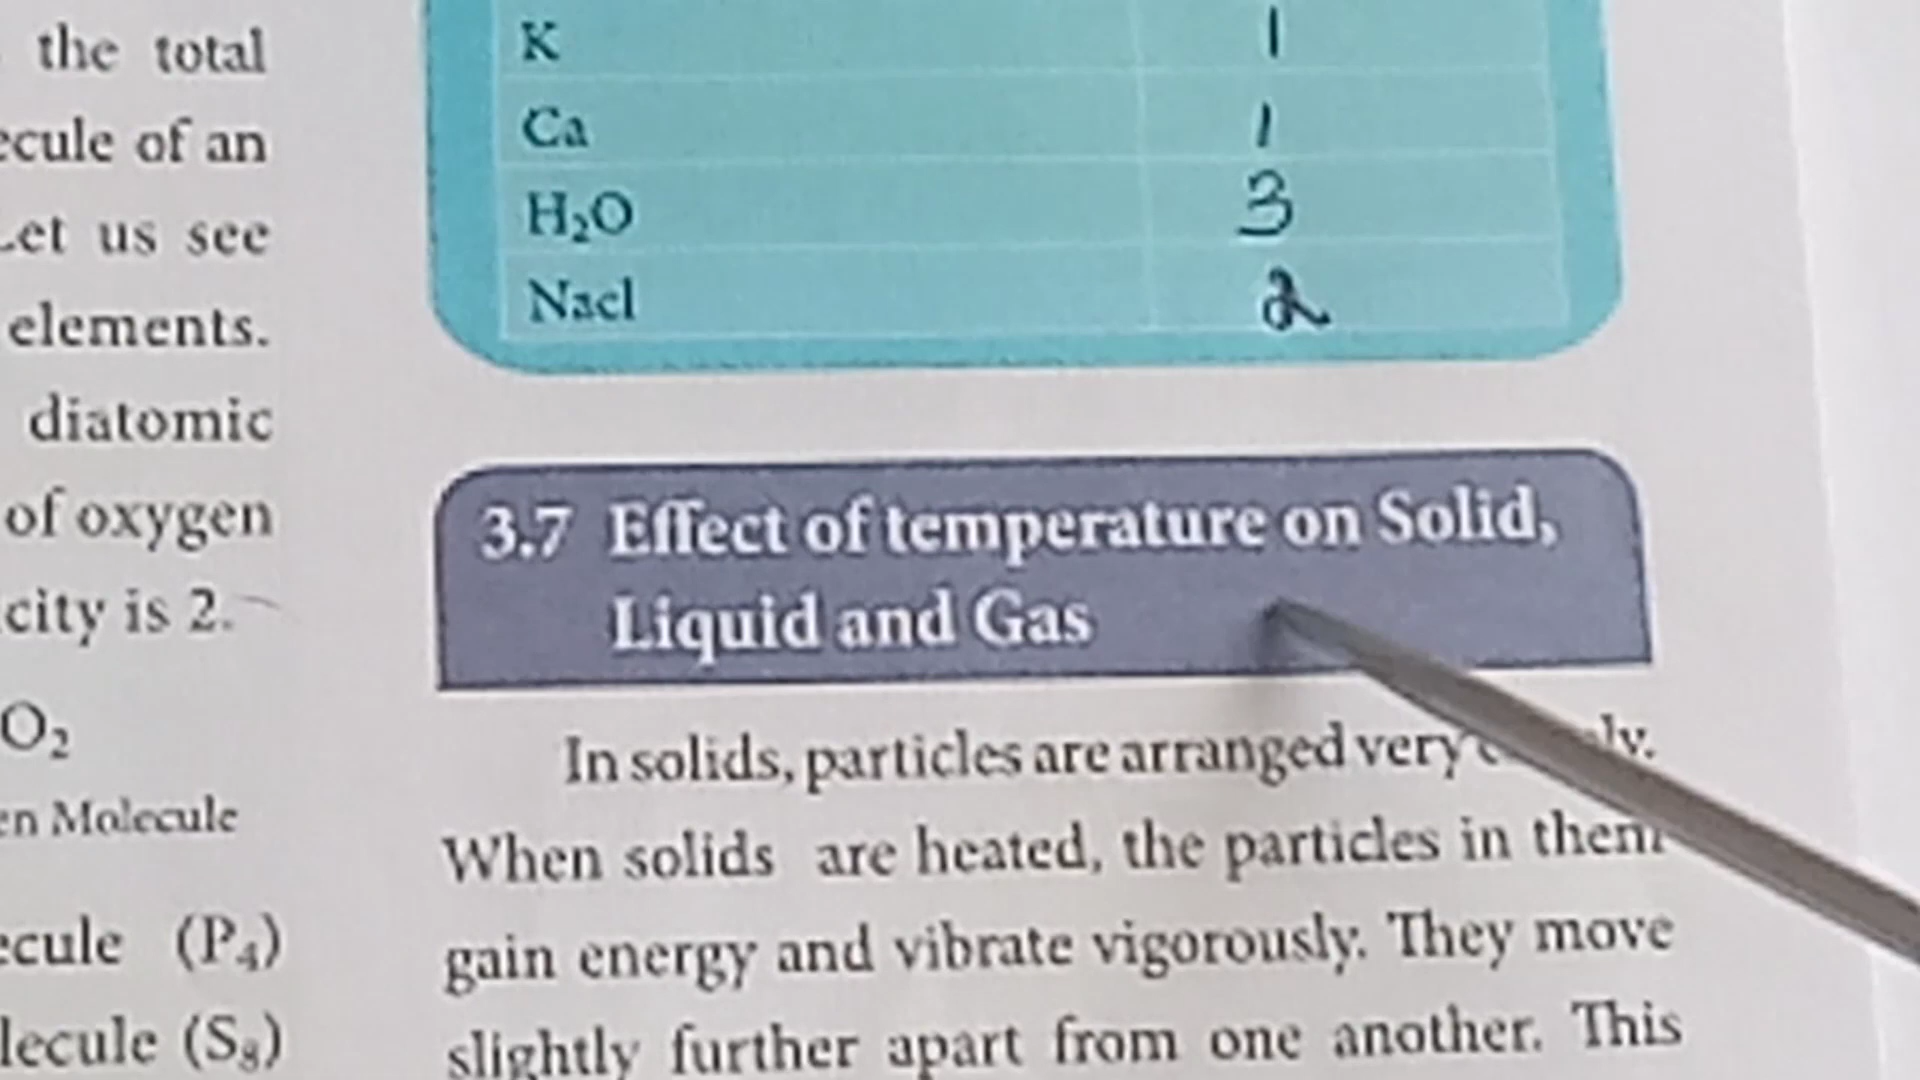 the total
ecule of an
Let us see
elements.
diatomic
of oxygen
city is 2.
O₂
en Molecule
ecule (P₄)
lecule (S₈)
K 1
Ca 1
H₂O 3
Nacl 2
3.7 Effect of temperature on Solid,
Liquid and Gas
In solids, particles are arranged very
When solids are heated, the particles in them
gain energy and vibrate vigorously. They move
slightly further apart from one another. This